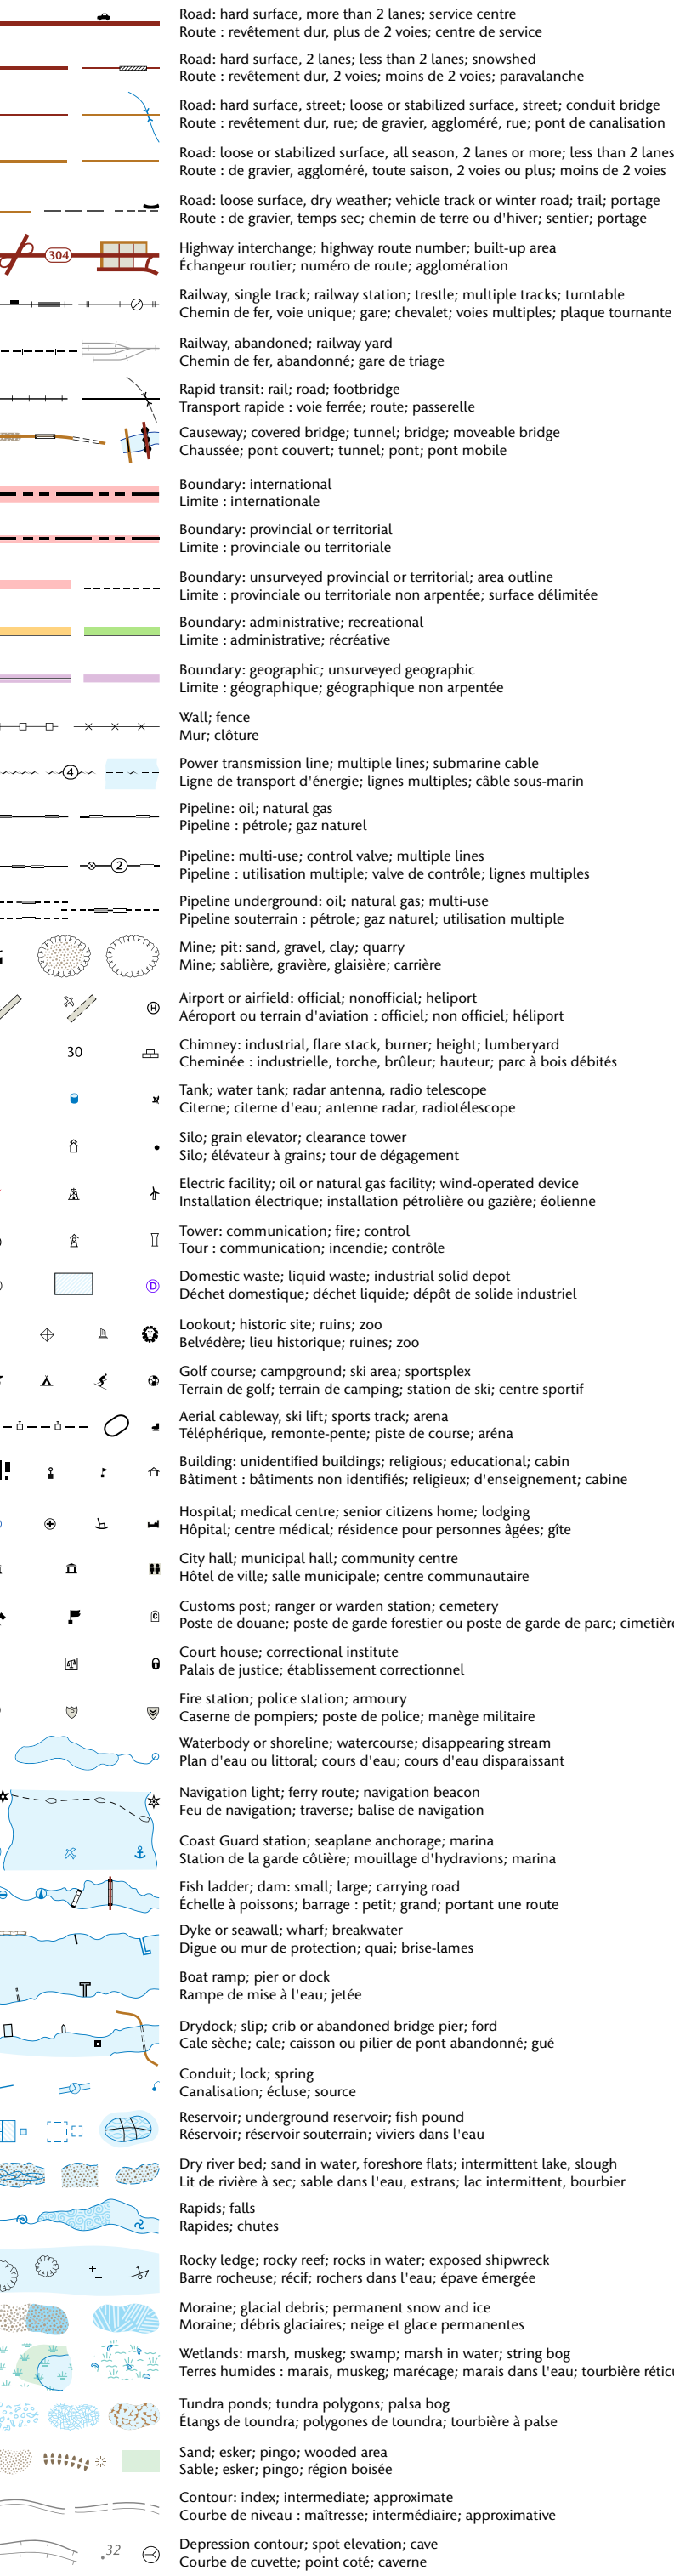 Road: hard surface, more than 2 lanes; service centre
Route : revêtement dur, plus de 2 voies; centre de service
Road: hard surface, 2 lanes; less than 2 lanes; snowshed
Route : revêtement dur, 2 voies; moins de 2 voies; paravalanche
Road: hard surface, street; loose or stabilized surface, street; conduit bridge
Route : revêtement dur, rue; de gravier, aggloméré, rue; pont de canalisation
Road: loose or stabilized surface, all season, 2 lanes or more; less than 2 lanes
Route : de gravier, aggloméré, toute saison, 2 voies ou plus; moins de 2 voies
Road: loose surface, dry weather; vehicle track or winter road; trail; portage
Route : de gravier, temps sec; chemin de terre ou d'hiver; sentier; portage
304
Highway interchange; highway route number; built-up area
Échangeur routier; numéro de route; agglomération
Railway, single track; railway station; trestle; multiple tracks; turntable
Chemin de fer, voie unique; gare; chevalet; voies multiples; plaque tournante
Railway, abandoned; railway yard
Chemin de fer, abandonné; gare de triage
Rapid transit: rail; road; footbridge
Transport rapide : voie ferrée; route; passerelle
Causeway; covered bridge; tunnel; bridge; moveable bridge
Chaussée; pont couvert; tunnel; pont; pont mobile
Boundary: international
Limite : internationale
Boundary: provincial or territorial
Limite : provinciale ou territoriale
Boundary: unsurveyed provincial or territorial; area outline
Limite : provinciale ou territoriale non arpentée; surface délimitée
Boundary: administrative; recreational
Limite : administrative; récréative
Boundary: geographic; unsurveyed geographic
Limite : géographique; géographique non arpentée
Wall; fence
Mur; clôture
4
Power transmission line; multiple lines; submarine cable
Ligne de transport d'énergie; lignes multiples; câble sous-marin
Pipeline: oil; natural gas
Pipeline : pétrole; gaz naturel
2
Pipeline: multi-use; control valve; multiple lines
Pipeline : utilisation multiple; valve de contrôle; lignes multiples
Pipeline underground: oil; natural gas; multi-use
Pipeline souterrain : pétrole; gaz naturel; utilisation multiple
Mine; pit: sand, gravel, clay; quarry
Mine; sablière, gravière, glaisière; carrière
H
Airport or airfield: official; nonofficial; heliport
Aéroport ou terrain d'aviation : officiel; non officiel; héliport
30
Chimney: industrial, flare stack, burner; height; lumberyard
Cheminée : industrielle, torche, brûleur; hauteur; parc à bois débités
Tank; water tank; radar antenna, radio telescope
Citerne; citerne d'eau; antenne radar, radiotélescope
Silo; grain elevator; clearance tower
Silo; élévateur à grains; tour de dégagement
Electric facility; oil or natural gas facility; wind-operated device
Installation électrique; installation pétrolière ou gazière; éolienne
Tower: communication; fire; control
Tour : communication; incendie; contrôle
D
Domestic waste; liquid waste; industrial solid depot
Déchet domestique; déchet liquide; dépôt de solide industriel
Lookout; historic site; ruins; zoo
Belvédère; lieu historique; ruines; zoo
Golf course; campground; ski area; sportsplex
Terrain de golf; terrain de camping; station de ski; centre sportif
Aerial cableway, ski lift; sports track; arena
Téléphérique, remonte-pente; piste de course; aréna
Building: unidentified buildings; religious; educational; cabin
Bâtiment : bâtiments non identifiés; religieux; d'enseignement; cabine
Hospital; medical centre; senior citizens home; lodging
Hôpital; centre médical; résidence pour personnes âgées; gîte
City hall; municipal hall; community centre
Hôtel de ville; salle municipale; centre communautaire
C
Customs post; ranger or warden station; cemetery
Poste de douane; poste de garde forestier ou poste de garde de parc; cimetière
Court house; correctional institute
Palais de justice; établissement correctionnel
P
Fire station; police station; armoury
Caserne de pompiers; poste de police; manège militaire
Waterbody or shoreline; watercourse; disappearing stream
Plan d'eau ou littoral; cours d'eau; cours d'eau disparaissant
Navigation light; ferry route; navigation beacon
Feu de navigation; traverse; balise de navigation
Coast Guard station; seaplane anchorage; marina
Station de la garde côtière; mouillage d'hydravions; marina
Fish ladder; dam: small; large; carrying road
Échelle à poissons; barrage : petit; grand; portant une route
Dyke or seawall; wharf; breakwater
Digue ou mur de protection; quai; brise-lames
Boat ramp; pier or dock
Rampe de mise à l'eau; jetée
Drydock; slip; crib or abandoned bridge pier; ford
Cale sèche; cale; caisson ou pilier de pont abandonné; gué
Conduit; lock; spring
Canalisation; écluse; source
Reservoir; underground reservoir; fish pound
Réservoir; réservoir souterrain; viviers dans l'eau
Dry river bed; sand in water, foreshore flats; intermittent lake, slough
Lit de rivière à sec; sable dans l'eau, estrans; lac intermittent, bourbier
Rapids; falls
Rapides; chutes
Rocky ledge; rocky reef; rocks in water; exposed shipwreck
Barre rocheuse; récif; rochers dans l'eau; épave émergée
Moraine; glacial debris; permanent snow and ice
Moraine; débris glaciaires; neige et glace permanentes
Wetlands: marsh, muskeg; swamp; marsh in water; string bog
Terres humides : marais, muskeg; marécage; marais dans l'eau; tourbière réticu
Tundra ponds; tundra polygons; palsa bog
Étangs de toundra; polygones de toundra; tourbière à palse
Sand; esker; pingo; wooded area
Sable; esker; pingo; région boisée
Contour: index; intermediate; approximate
Courbe de niveau : maîtresse; intermédiaire; approximative
.32
Depression contour; spot elevation; cave
Courbe de cuvette; point coté; caverne